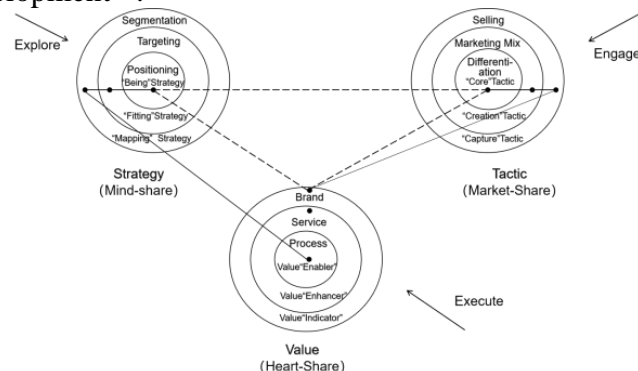 Segmentation
Explore
Targeting
Positioning
“Being”Strategy
“Fitting”Strategy
“Mapping” Strategy
Strategy
(Mind-share)
Selling
Engage
Marketing Mix
Differenti-
ation
“Core”Tactic
“Creation”Tactic
“Capture”Tactic
Tactic
(Market-Share)
Brand
Service
Process
Value“Enabler”
Value“Enhancer”
Value“Indicator”
Execute
Value
(Heart-Share)